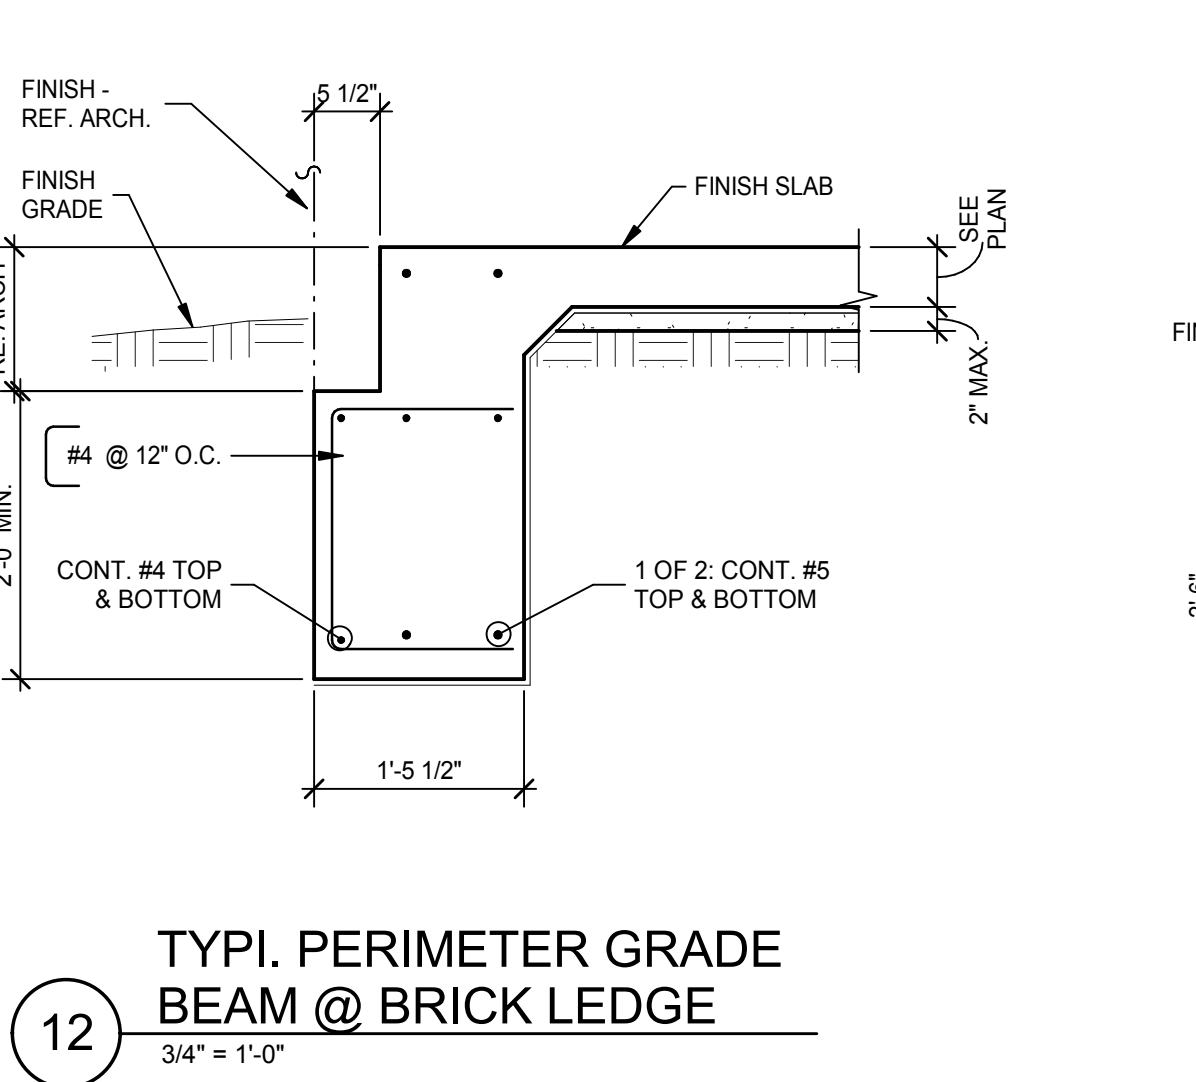 FINISH -
REF. ARCH.
5 1/2"
FINISH
GRADE
FINISH SLAB
SEE
PLAN
2" MAX.
#4 @ 12" O.C.
MIN.
CONT. #4 TOP
& BOTTOM
1 OF 2: CONT. #5
TOP & BOTTOM
1'-5 1/2"
TYPI. PERIMETER GRADE
BEAM @ BRICK LEDGE
12
3/4" = 1'-0"